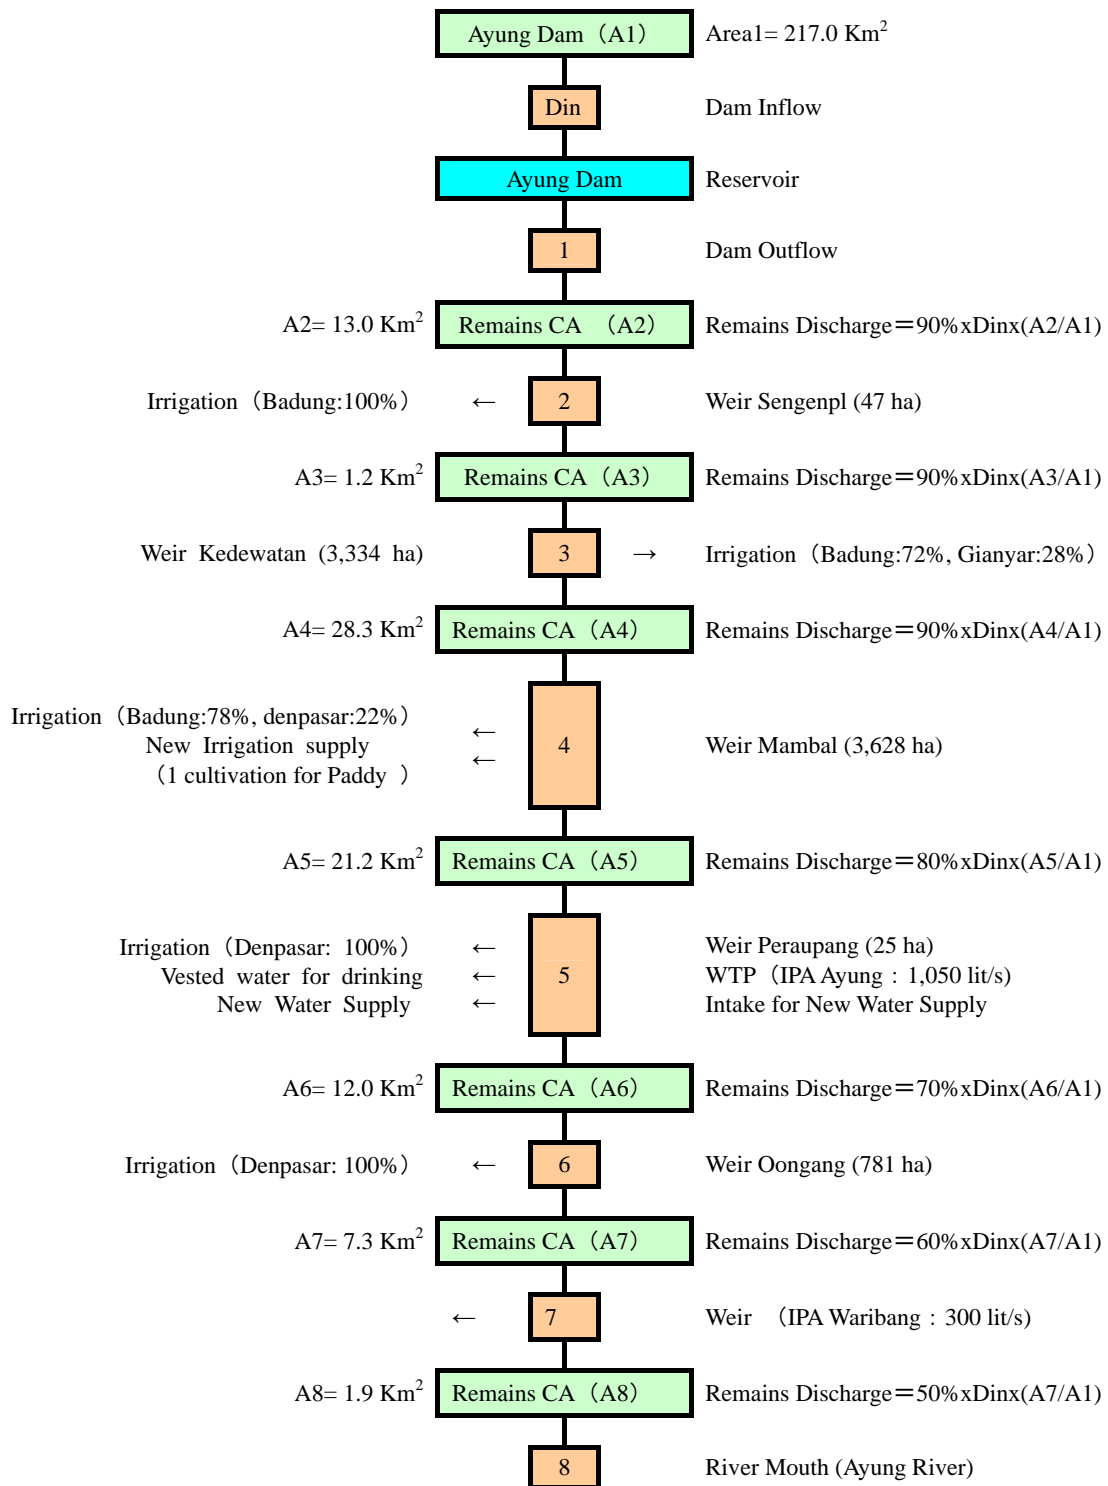 Ayung Dam（A1） Area1= 217.0 Km²
Din Dam Inflow
Ayung Dam Reservoir
1 Dam Outflow
A2= 13.0 Km² Remains CA （A2） Remains Discharge＝90%xDinx(A2/A1)
Irrigation（Badung:100%） ← 2 Weir Sengenpl (47 ha)
A3= 1.2 Km² Remains CA（A3） Remains Discharge＝90%xDinx(A3/A1)
Weir Kedewatan (3,334 ha) 3 → Irrigation（Badung:72%, Gianyar:28%）
A4= 28.3 Km² Remains CA（A4） Remains Discharge＝90%xDinx(A4/A1)
Irrigation（Badung:78%, denpasar:22%） ←
New Irrigation supply ← 4 Weir Mambal (3,628 ha)
（1 cultivation for Paddy ）
A5= 21.2 Km² Remains CA（A5） Remains Discharge＝80%xDinx(A5/A1)
Irrigation（Denpasar: 100%） ← Weir Peraupang (25 ha)
Vested water for drinking ← 5 WTP（IPA Ayung : 1,050 lit/s）
New Water Supply ← Intake for New Water Supply
A6= 12.0 Km² Remains CA（A6） Remains Discharge＝70%xDinx(A6/A1)
Irrigation（Denpasar: 100%） ← 6 Weir Oongang (781 ha)
A7= 7.3 Km² Remains CA（A7） Remains Discharge＝60%xDinx(A7/A1)
← 7 Weir （IPA Waribang : 300 lit/s）
A8= 1.9 Km² Remains CA（A8） Remains Discharge＝50%xDinx(A7/A1)
8 River Mouth (Ayung River)